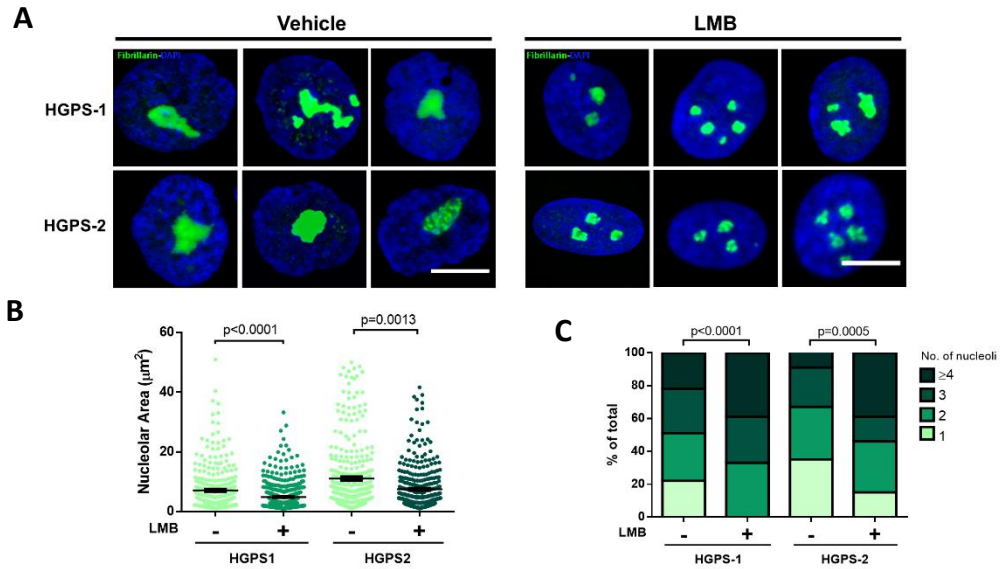 A
Vehicle
LMB
Fibrillarin-DAPI
Fibrillarin-DAPI
HGPS-1
HGPS-2
B
p<0.0001
p=0.0013
Nucleolar Area (μm²)
60
40
20
0
LMB
-
+
-
+
HGPS1
HGPS2
C
p<0.0001
p=0.0005
No. of nucleoli
≥4
3
2
1
% of total
100
80
60
40
20
0
LMB
-
+
-
+
HGPS-1
HGPS-2